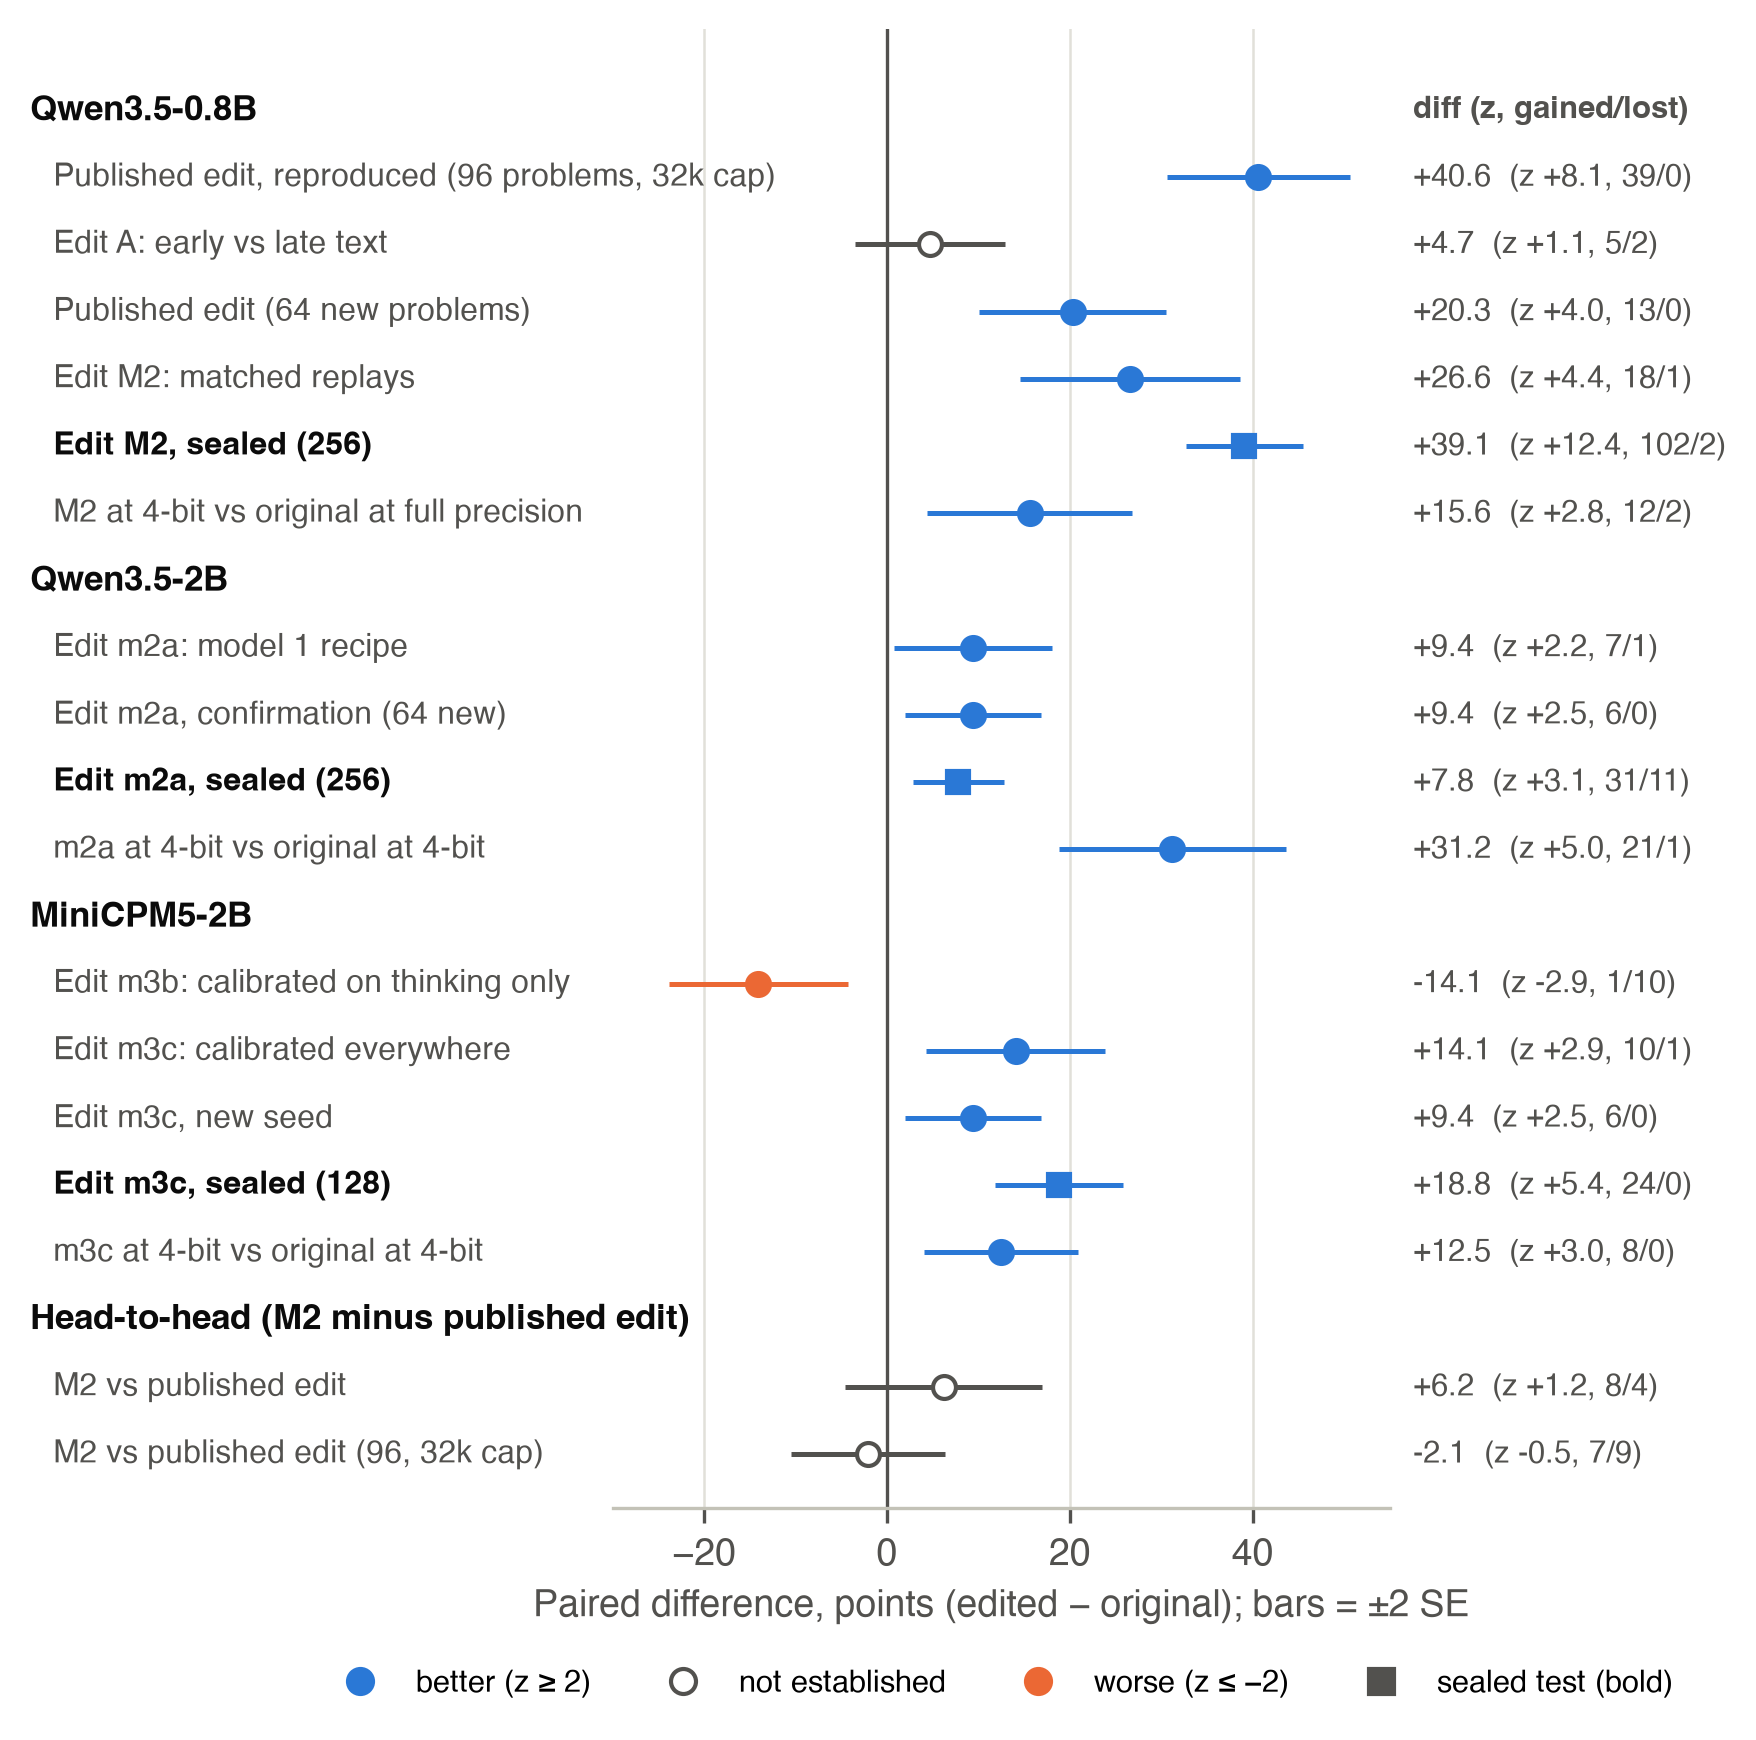 Qwen3.5-0.8B diff (z, gained/lost)
Published edit, reproduced (96 problems, 32k cap) +40.6 (z +8.1, 39/0)
Edit A: early vs late text +4.7 (z +1.1, 5/2)
Published edit (64 new problems) +20.3 (z +4.0, 13/0)
Edit M2: matched replays +26.6 (z +4.4, 18/1)
Edit M2, sealed (256) +39.1 (z +12.4, 102/2)
M2 at 4-bit vs original at full precision +15.6 (z +2.8, 12/2)
Qwen3.5-2B
Edit m2a: model 1 recipe +9.4 (z +2.2, 7/1)
Edit m2a, confirmation (64 new) +9.4 (z +2.5, 6/0)
Edit m2a, sealed (256) +7.8 (z +3.1, 31/11)
m2a at 4-bit vs original at 4-bit +31.2 (z +5.0, 21/1)
MiniCPM5-2B
Edit m3b: calibrated on thinking only -14.1 (z -2.9, 1/10)
Edit m3c: calibrated everywhere +14.1 (z +2.9, 10/1)
Edit m3c, new seed +9.4 (z +2.5, 6/0)
Edit m3c, sealed (128) +18.8 (z +5.4, 24/0)
m3c at 4-bit vs original at 4-bit +12.5 (z +3.0, 8/0)
Head-to-head (M2 minus published edit)
M2 vs published edit +6.2 (z +1.2, 8/4)
M2 vs published edit (96, 32k cap) -2.1 (z -0.5, 7/9)
−20 0 20 40
Paired difference, points (edited – original); bars = ±2 SE
better (z ≥ 2) not established worse (z ≤ −2) sealed test (bold)